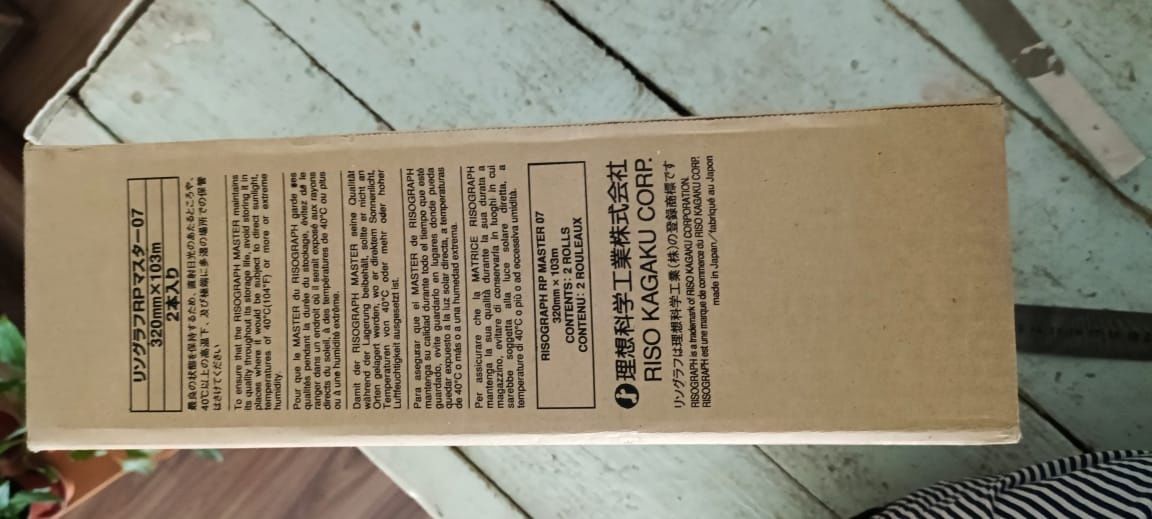 リソグラフRPマスター07
320mm×103m
2本入り
最良の状態を保持するため、直射日光のあたるところや、
40℃以上の高温下、及び極端に多湿の場所での保管
はさけてください
To ensure that the RISOGRAPH MASTER maintains
its quality throughout its storage life, avoid storing it in
places where it would be subject to direct sunlight,
temperatures of 40°C(104°F) or more or extreme
humidity.
Pour que le MASTER du RISOGRAPH garde ses
qualités pendant la durée du stockage, évitez de le
ranger dans un endroit où il serait exposé aux rayons
directs du soleil, à des températures de 40°C ou plus
ou à une humidité extrême.
Damit der RISOGRAPH MASTER seine Qualität
während der Lagerung beibehält, sollte er nicht an
Orten gelagert werden, wo er direktem Sonnenlicht,
Temperaturen von 40°C oder mehr oder hoher
Luftfeuchtigkeit ausgesetzt ist.
Para asegurar que el MASTER de RISOGRAPH
mantenga su calidad durante todo el tiempo que esté
guardado, evite guardarlo en lugares donde pueda
quedar expuesto a la luz solar directa, a temperaturas
de 40°C o más o a una humedad extrema.
Per assicurare che la MATRICE RISOGRAPH
mantenga la sua qualità durante la sua durata a
magazzino, evitare di conservarla in luoghi in cui
sarebbe soggetta alla luce solare diretta, a
temperature di 40°C o più o ad eccessiva umidità.
RISOGRAPH RP MASTER 07
320mm × 103m
CONTENTS: 2 ROLLS
CONTENU: 2 ROULEAUX
理想科学工業株式会社
RISO KAGAKU CORP.
リソグラフは理想科学工業(株)の登録商標です
RISOGRAPH is a trademark of RISO KAGAKU CORPORATION.
RISOGRAPH est une marque de commerce du RISO KAGAKU CORP.
made in Japan/fabriqué au Japon